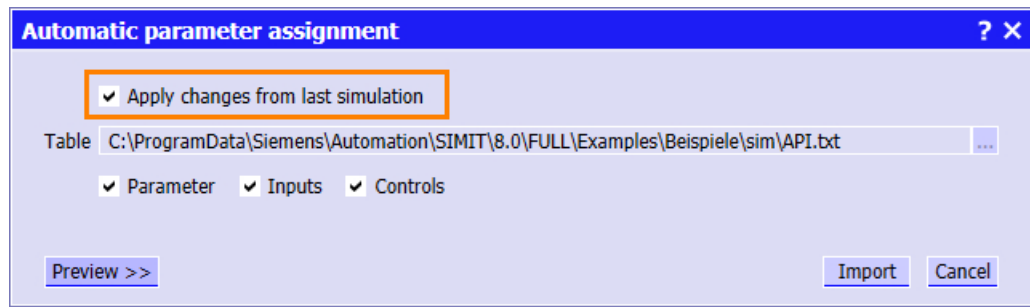 Automatic parameter assignment ? ×
Apply changes from last simulation
Table C:\ProgramData\Siemens\Automation\SIMIT\8.0\FULL\Examples\Beispiele\sim\API.txt ...
Parameter Inputs Controls
Preview >> Import Cancel